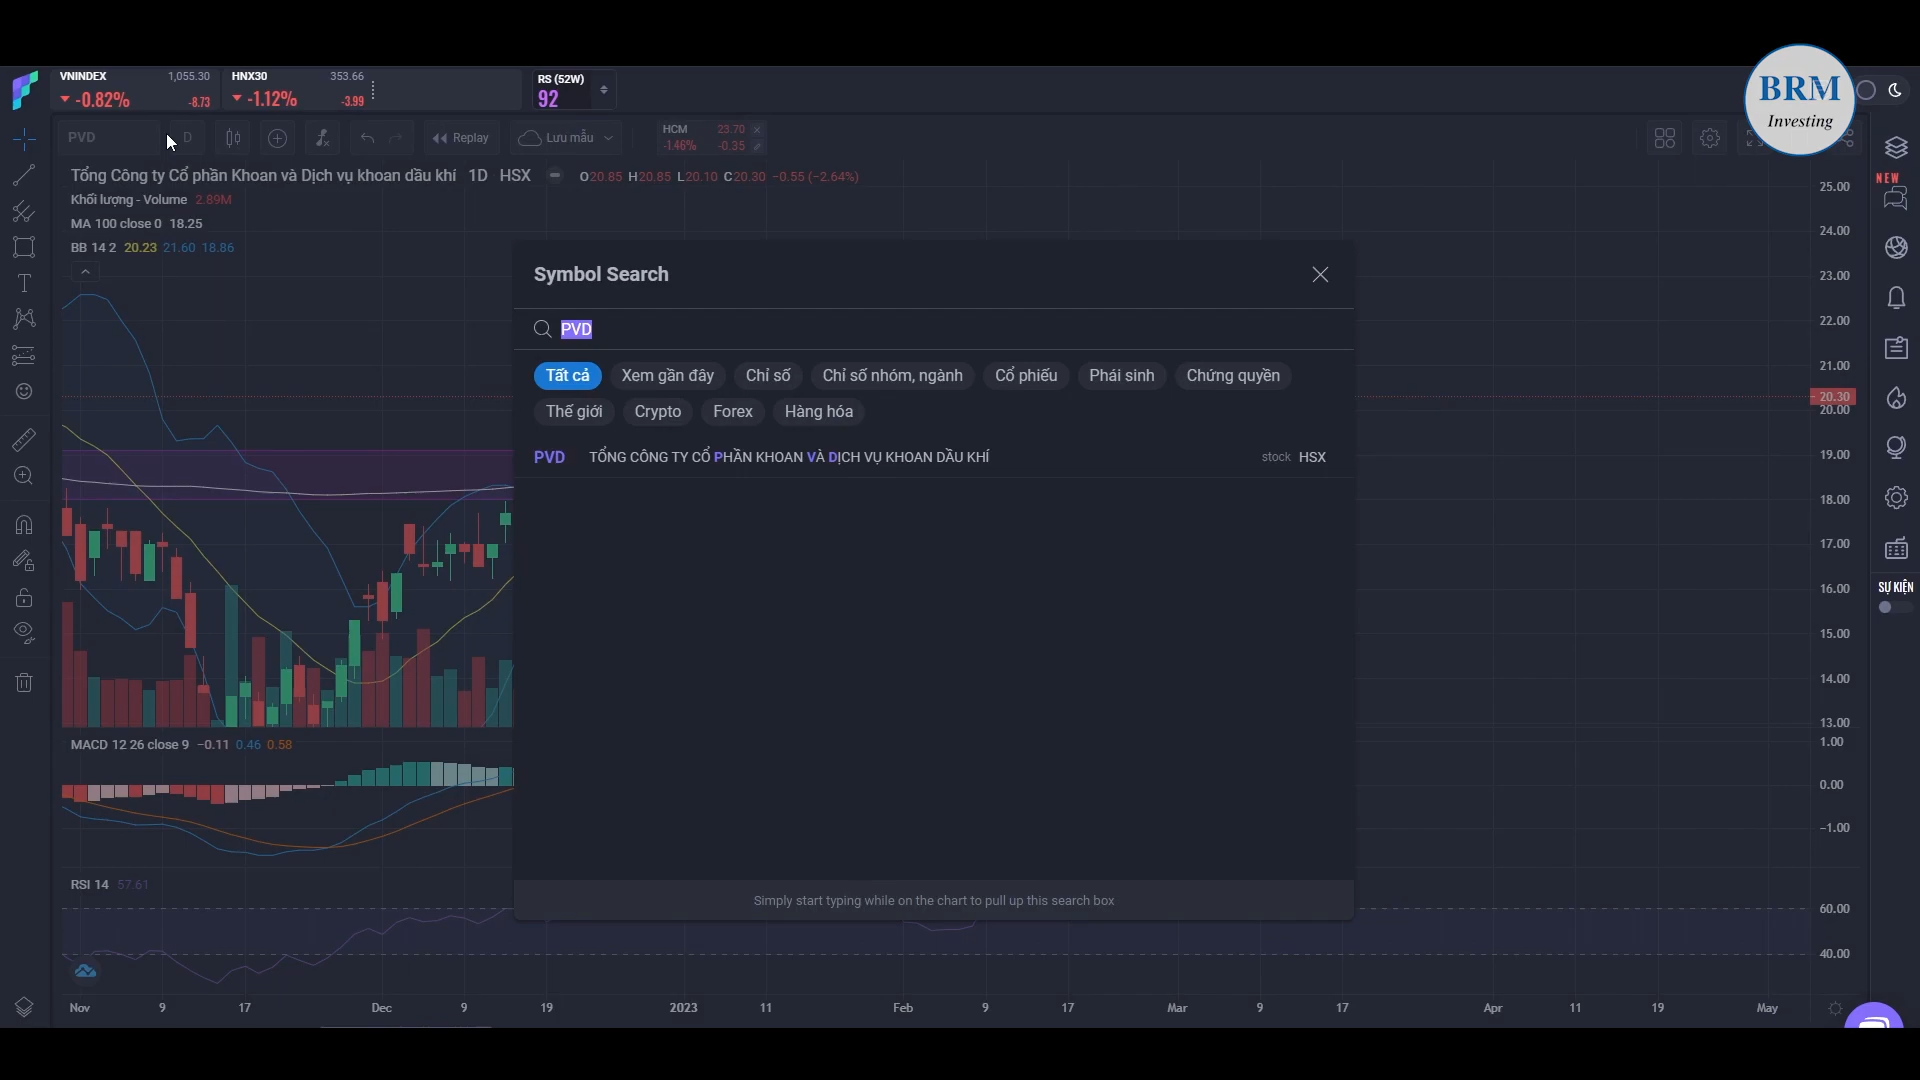 VNINDEX 1,055.30
-0.82% -8.73
HNX30 353.66
-1.12% -3.99
RS (52W)
92
BRM
Investing
PVD D Replay Lưu mẫu
HCM 23.70
-1.46% -0.35
Tổng Công ty Cổ phần Khoan và Dịch vụ khoan dầu khí 1D HSX O20.85 H20.85 L20.10 C20.30 −0.55 (−2.64%)
Khối lượng - Volume 2.89M
MA 100 close 0 18.25
BB 14 2 20.23 21.60 18.86
Symbol Search
PVD
Tất cả Xem gần đây Chỉ số Chỉ số nhóm, ngành Cổ phiếu Phái sinh Chứng quyền
Thế giới Crypto Forex Hàng hóa
PVD TỔNG CÔNG TY CỔ PHẦN KHOAN VÀ DỊCH VỤ KHOAN DẦU KHÍ stock HSX
Simply start typing while on the chart to pull up this search box
25.00
24.00
23.00
22.00
21.00
20.30
20.00
19.00
18.00
17.00
16.00
15.00
14.00
13.00
MACD 12 26 close 9 −0.11 0.46 0.58
1.00
0.00
−1.00
RSI 14 57.61
60.00
40.00
Nov 9 17 Dec 9 19 2023 11 Feb 9 17 Mar 9 17 Apr 11 19 May
NEW
SỰ KIỆN